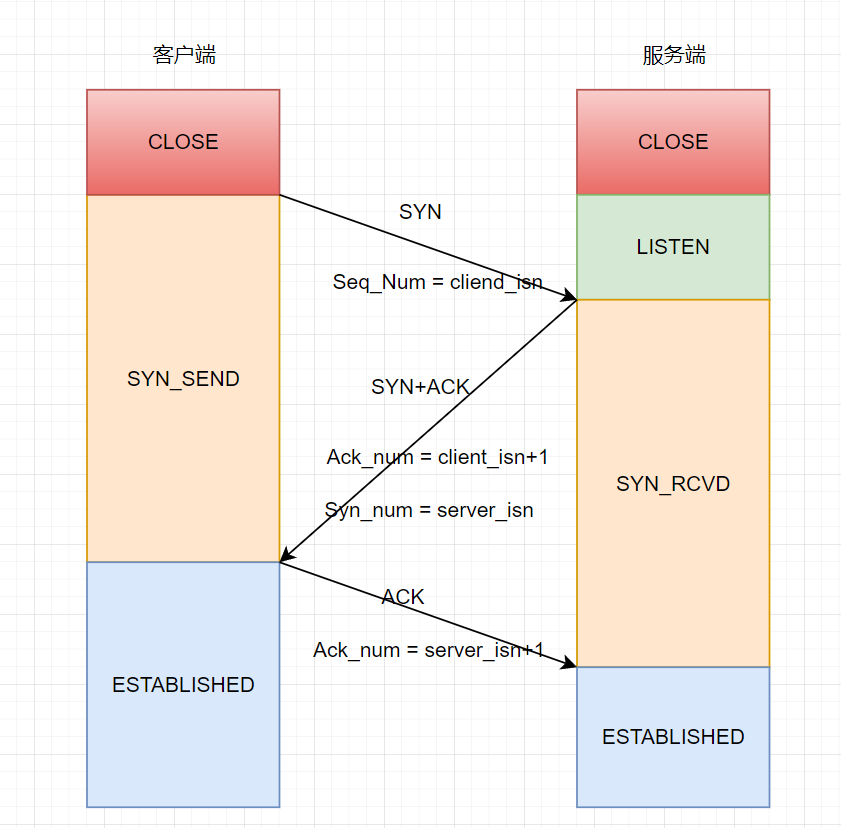 客户端
服务端
CLOSE
CLOSE
SYN
LISTEN
Seq_Num = cliend_isn
SYN_SEND
SYN+ACK
Ack_num = client_isn+1
SYN_RCVD
Syn_num = server_isn
ACK
Ack_num = server_isn+1
ESTABLISHED
ESTABLISHED